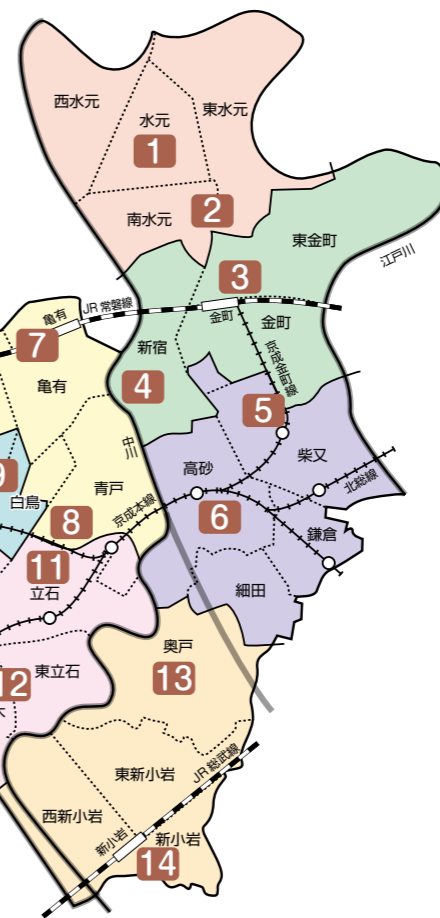 西水元
水元
東水元
1
南水元
2
東金町
江戸川
3
亀有
JR常磐線
金町
金町
7
新宿
京成金町線
亀有
4
5
中川
柴又
9
白鳥
青戸
高砂
北総線
8
京成本線
6
鎌倉
11
立石
細田
奥戸
12
東立石
13
東新小岩
JR総武線
西新小岩
新小岩
新小岩
14